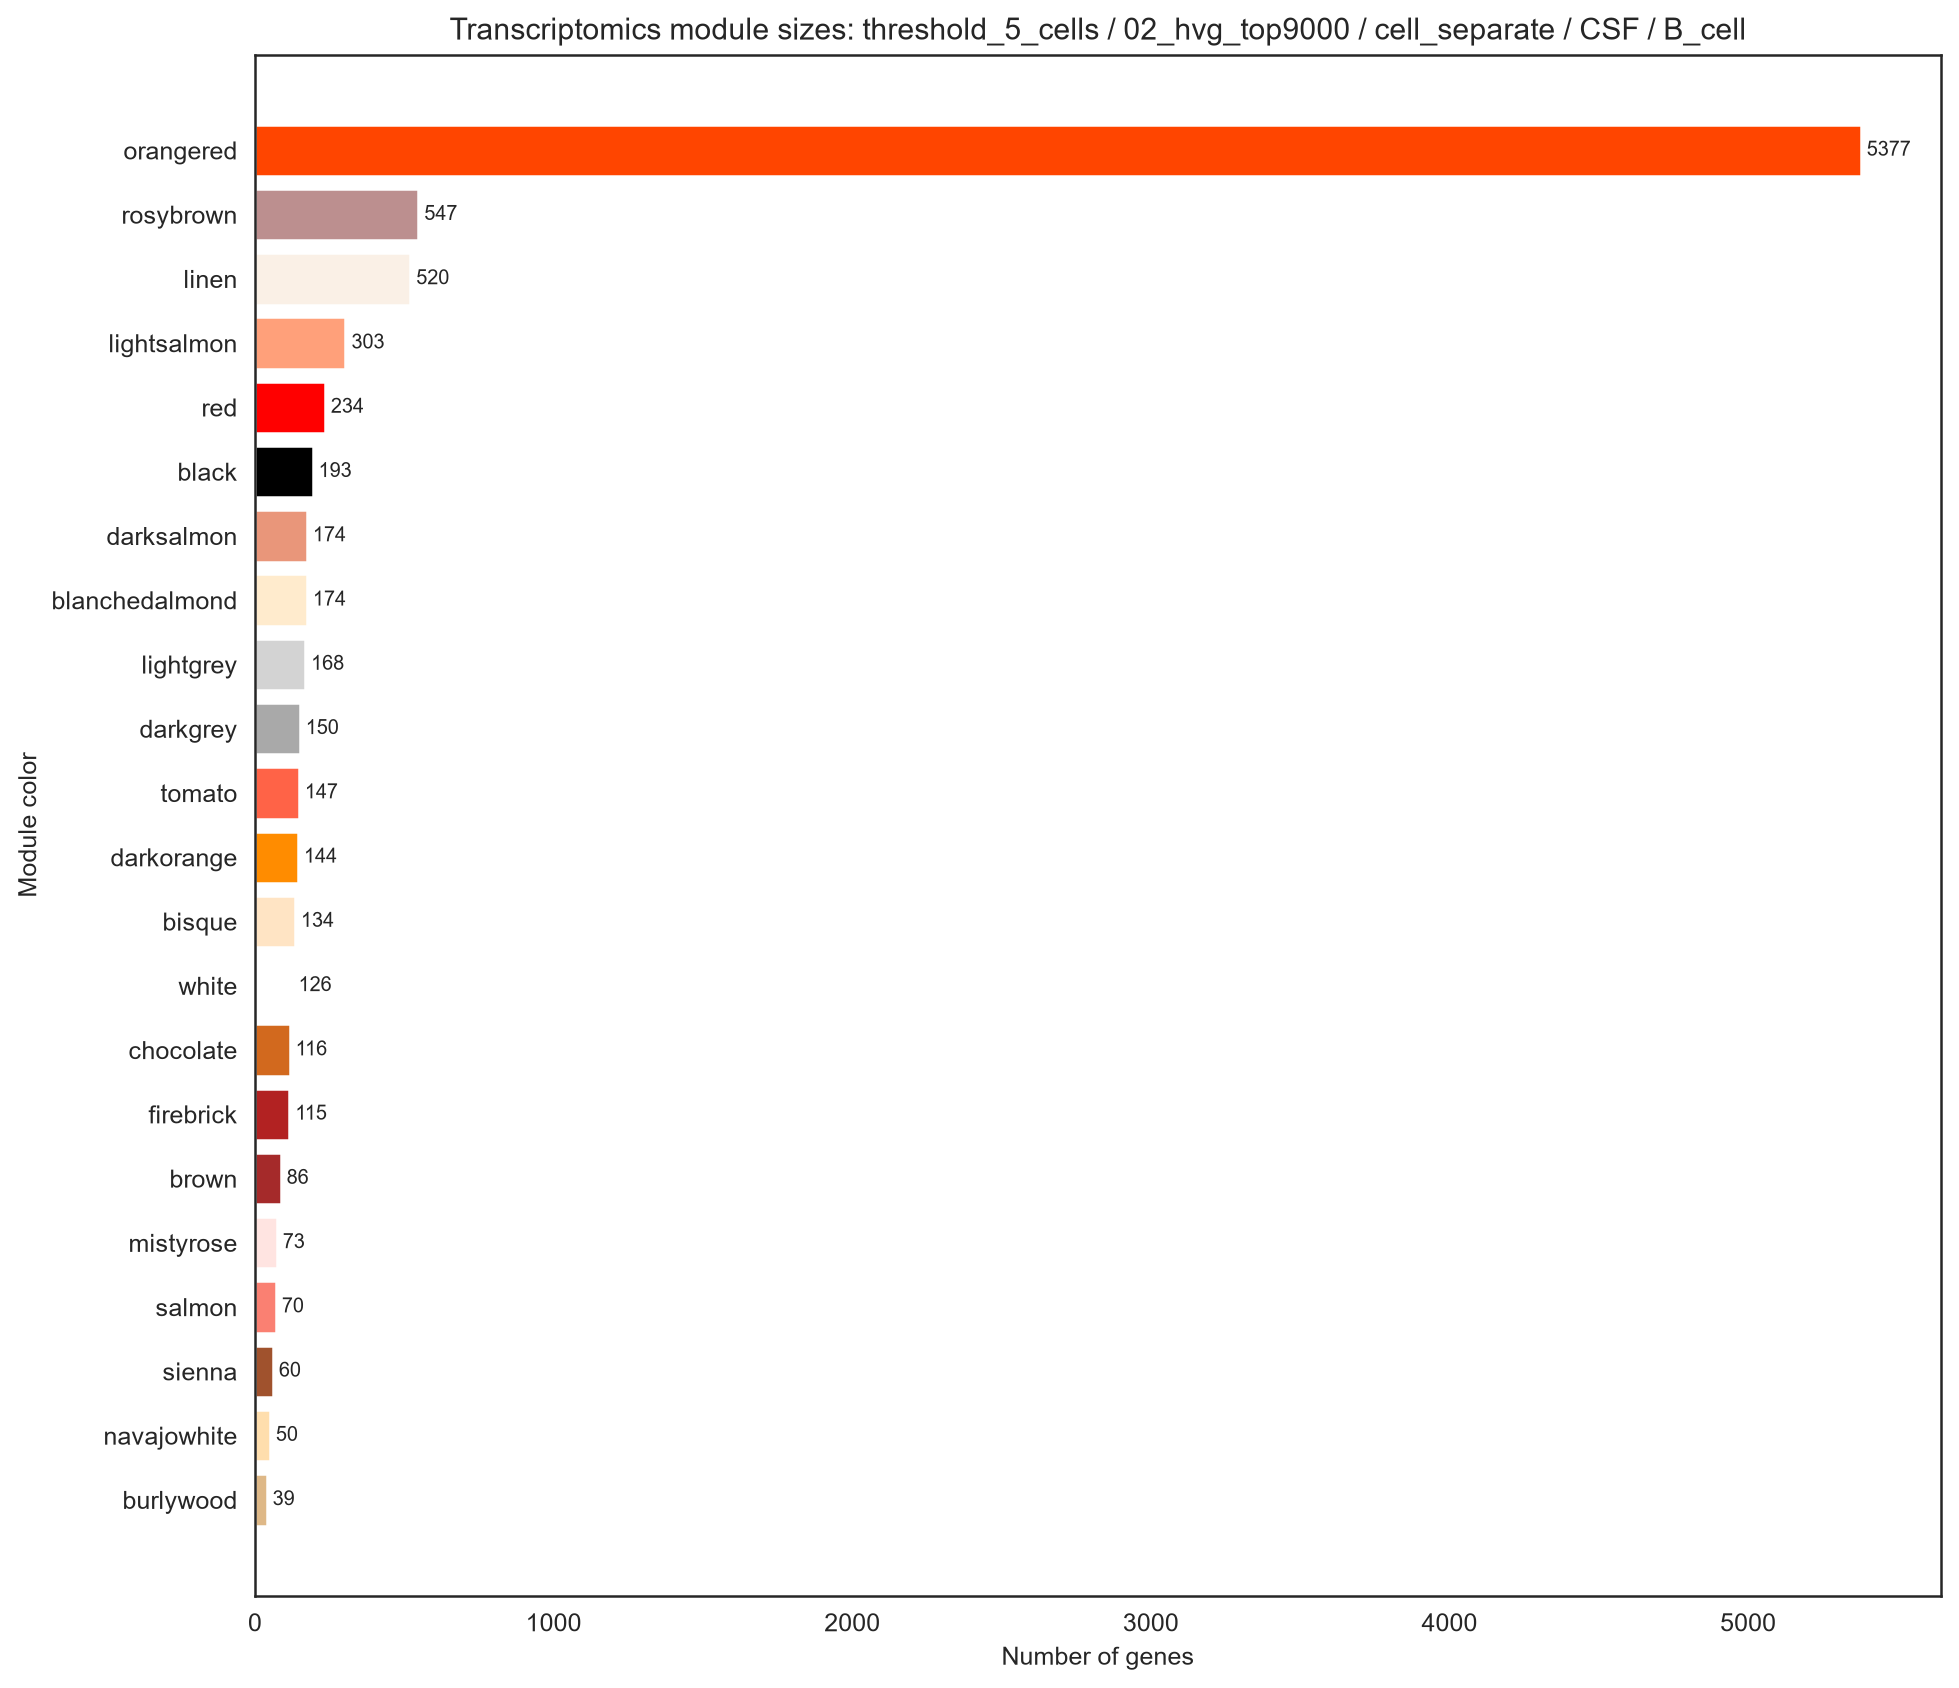 Transcriptomics module sizes: threshold_5_cells / 02_hvg_top9000 / cell_separate / CSF / B_cell
orangered 5377
rosybrown 547
linen 520
lightsalmon 303
red 234
black 193
darksalmon 174
blanchedalmond 174
lightgrey 168
darkgrey 150
tomato 147
darkorange 144
bisque 134
white 126
chocolate 116
firebrick 115
brown 86
mistyrose 73
salmon 70
sienna 60
navajowhite 50
burlywood 39
Module color
0 1000 2000 3000 4000 5000
Number of genes